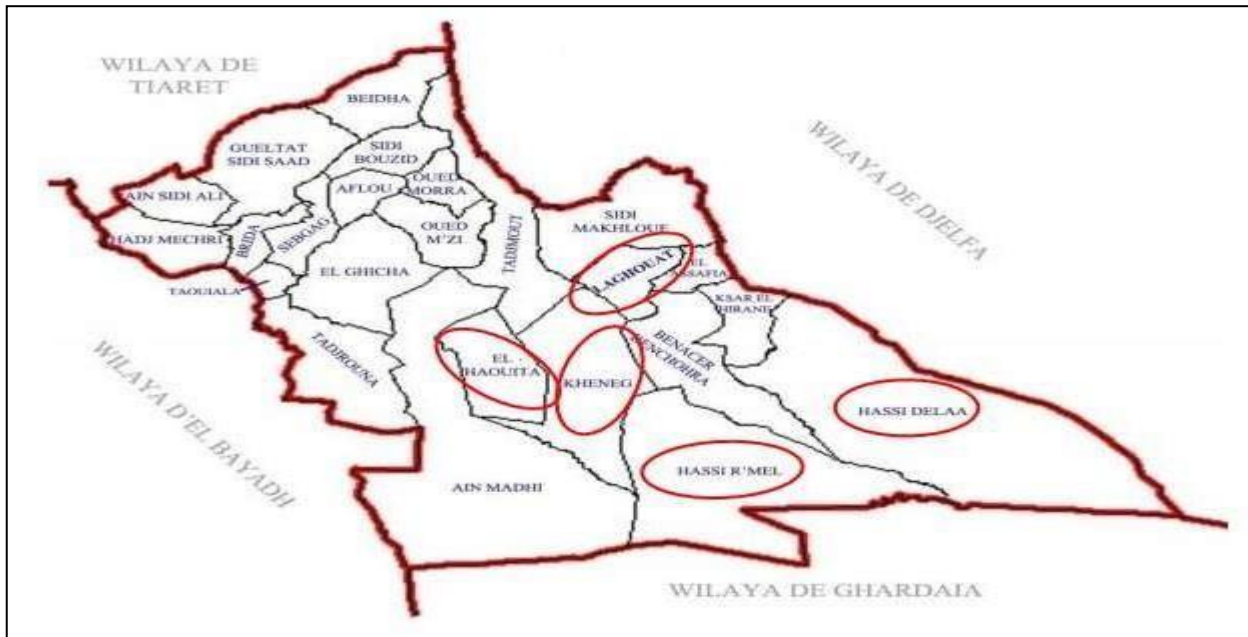 WILAYA DE
TIARET
BEIDHA
GUELTAT
SIDI SAAD
SIDI
BOUZID
AIN SIDI ALI
AFLOU
OUED
MORRA
HADJ MECHRI
BRIDA
SEBGAG
OUED
M'ZI
TADJMOUT
SIDI
MAKHLOUF
WILAYA DE DJELFA
EL GHICHA
LAGHOUAT
EL
ASSAFIA
TAOUIALA
KSAR EL
HIRANE
TADJROUNA
EL
HAOUITA
KHENEG
BENACER
BENCHOHRA
WILAYA D'EL BAYADH
HASSI DELAA
HASSI R'MEL
AIN MADHI
WILAYA DE GHARDAIA